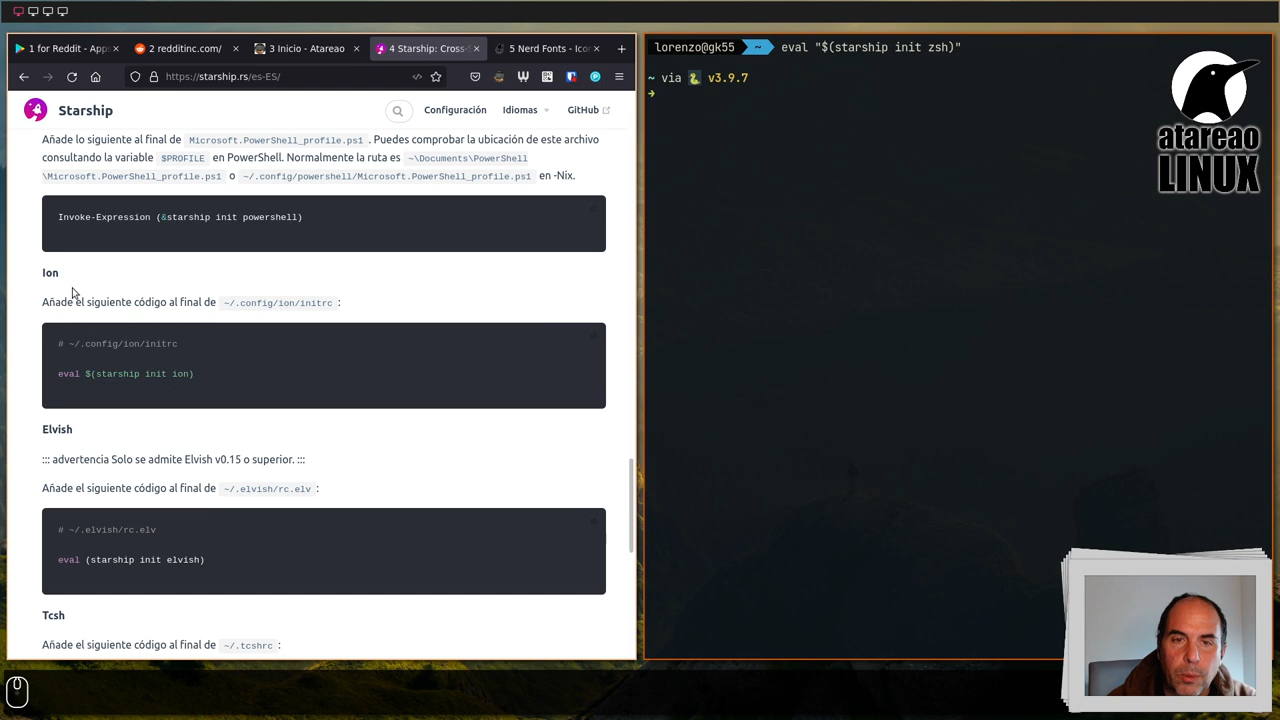 1 for Reddit - App
2 redditinc.com/
3 Inicio - Atareao
4 Starship: Cross-
5 Nerd Fonts - Ico
https://starship.rs/es-ES/
Starship
Configuración
Idiomas
GitHub
Añade lo siguiente al final de Microsoft.PowerShell_profile.ps1 . Puedes comprobar la ubicación de este archivo
consultando la variable $PROFILE en PowerShell. Normalmente la ruta es ~\Documents\PowerShell
\Microsoft.PowerShell_profile.ps1 o ~/.config/powershell/Microsoft.PowerShell_profile.ps1 en -Nix.
Invoke-Expression (&starship init powershell)
Ion
Añade el siguiente código al final de ~/.config/ion/initrc :
# ~/.config/ion/initrc
eval $(starship init ion)
Elvish
::: advertencia Solo se admite Elvish v0.15 o superior. :::
Añade el siguiente código al final de ~/.elvish/rc.elv :
# ~/.elvish/rc.elv
eval (starship init elvish)
Tcsh
Añade el siguiente código al final de ~/.tcshrc :
lorenzo@gk55 ~ eval "$(starship init zsh)"
~ via 🐍 v3.9.7
➜
atareao
LINUX